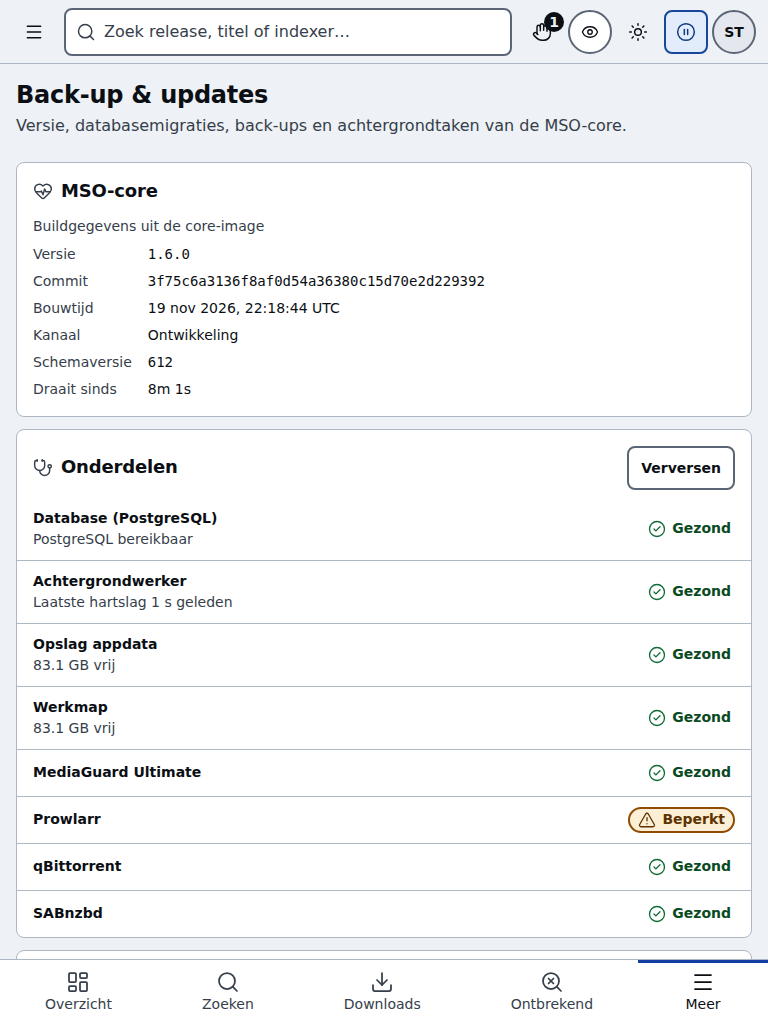 Zoek release, titel of indexer…
1
ST
Back-up & updates
Versie, databasemigraties, back-ups en achtergrondtaken van de MSO-core.
MSO-core
Buildgegevens uit de core-image
Versie 1.6.0
Commit 3f75c6a3136f8af0d54a36380c15d70e2d229392
Bouwtijd 19 nov 2026, 22:18:44 UTC
Kanaal Ontwikkeling
Schemaversie 612
Draait sinds 8m 1s
Onderdelen
Verversen
Database (PostgreSQL)
PostgreSQL bereikbaar
Gezond
Achtergrondwerker
Laatste hartslag 1 s geleden
Gezond
Opslag appdata
83.1 GB vrij
Gezond
Werkmap
83.1 GB vrij
Gezond
MediaGuard Ultimate
Gezond
Prowlarr
Beperkt
qBittorrent
Gezond
SABnzbd
Gezond
Overzicht
Zoeken
Downloads
Ontbrekend
Meer